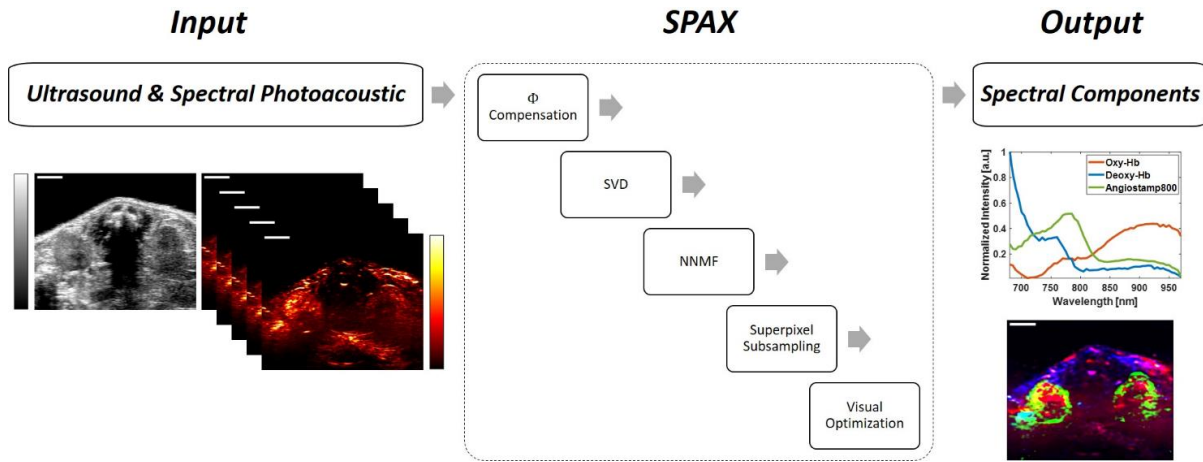 Input
SPAX
Output
Ultrasound & Spectral Photoacoustic
Φ
Compensation
SVD
NNMF
Superpixel
Subsampling
Visual
Optimization
Spectral Components
Normalized Intensity [a.u.]
1
0.8
0.6
0.4
0.2
Oxy-Hb
Deoxy-Hb
Angiostamp800
700 750 800 850 900 950
Wavelength [nm]